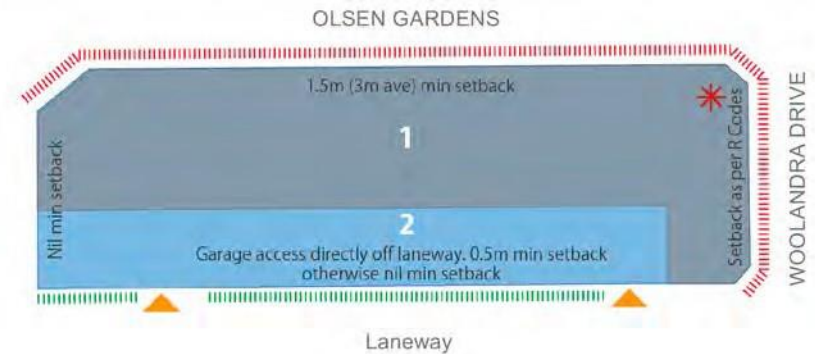 OLSEN GARDENS
1.5m (3m ave) min setback
1
Nil min setback
Setback as per R Codes
WOOLANDRA DRIVE
2
Garage access directly off laneway. 0.5m min setback
otherwise nil min setback
Laneway